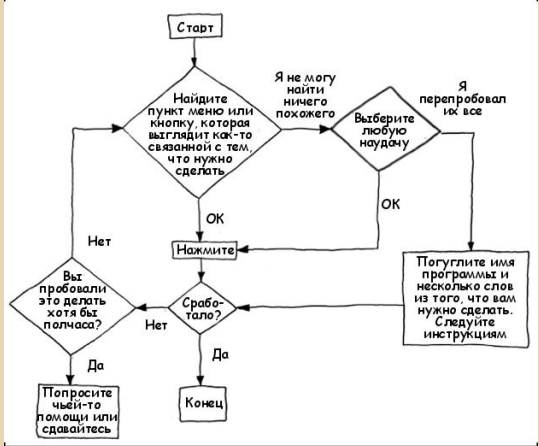 Старт
Найдите
пункт меню или
кнопку, которая
выглядит как-то
связанной с тем,
что нужно
сделать
Я не могу
найти
ничего
похожего
Выберите
любую
наудачу
Я
перепробовал
их все
ОК
ОК
Нажмите
Погуглите имя
программы и
несколько слов
из того, что вам
нужно сделать.
Следуйте
инструкциям
Срабо-
тало?
Нет
Да
Вы
пробовали
это делать
хотя бы
полчаса?
Нет
Да
Попросите
чьей-то
помощи или
сдавайтесь
Конец